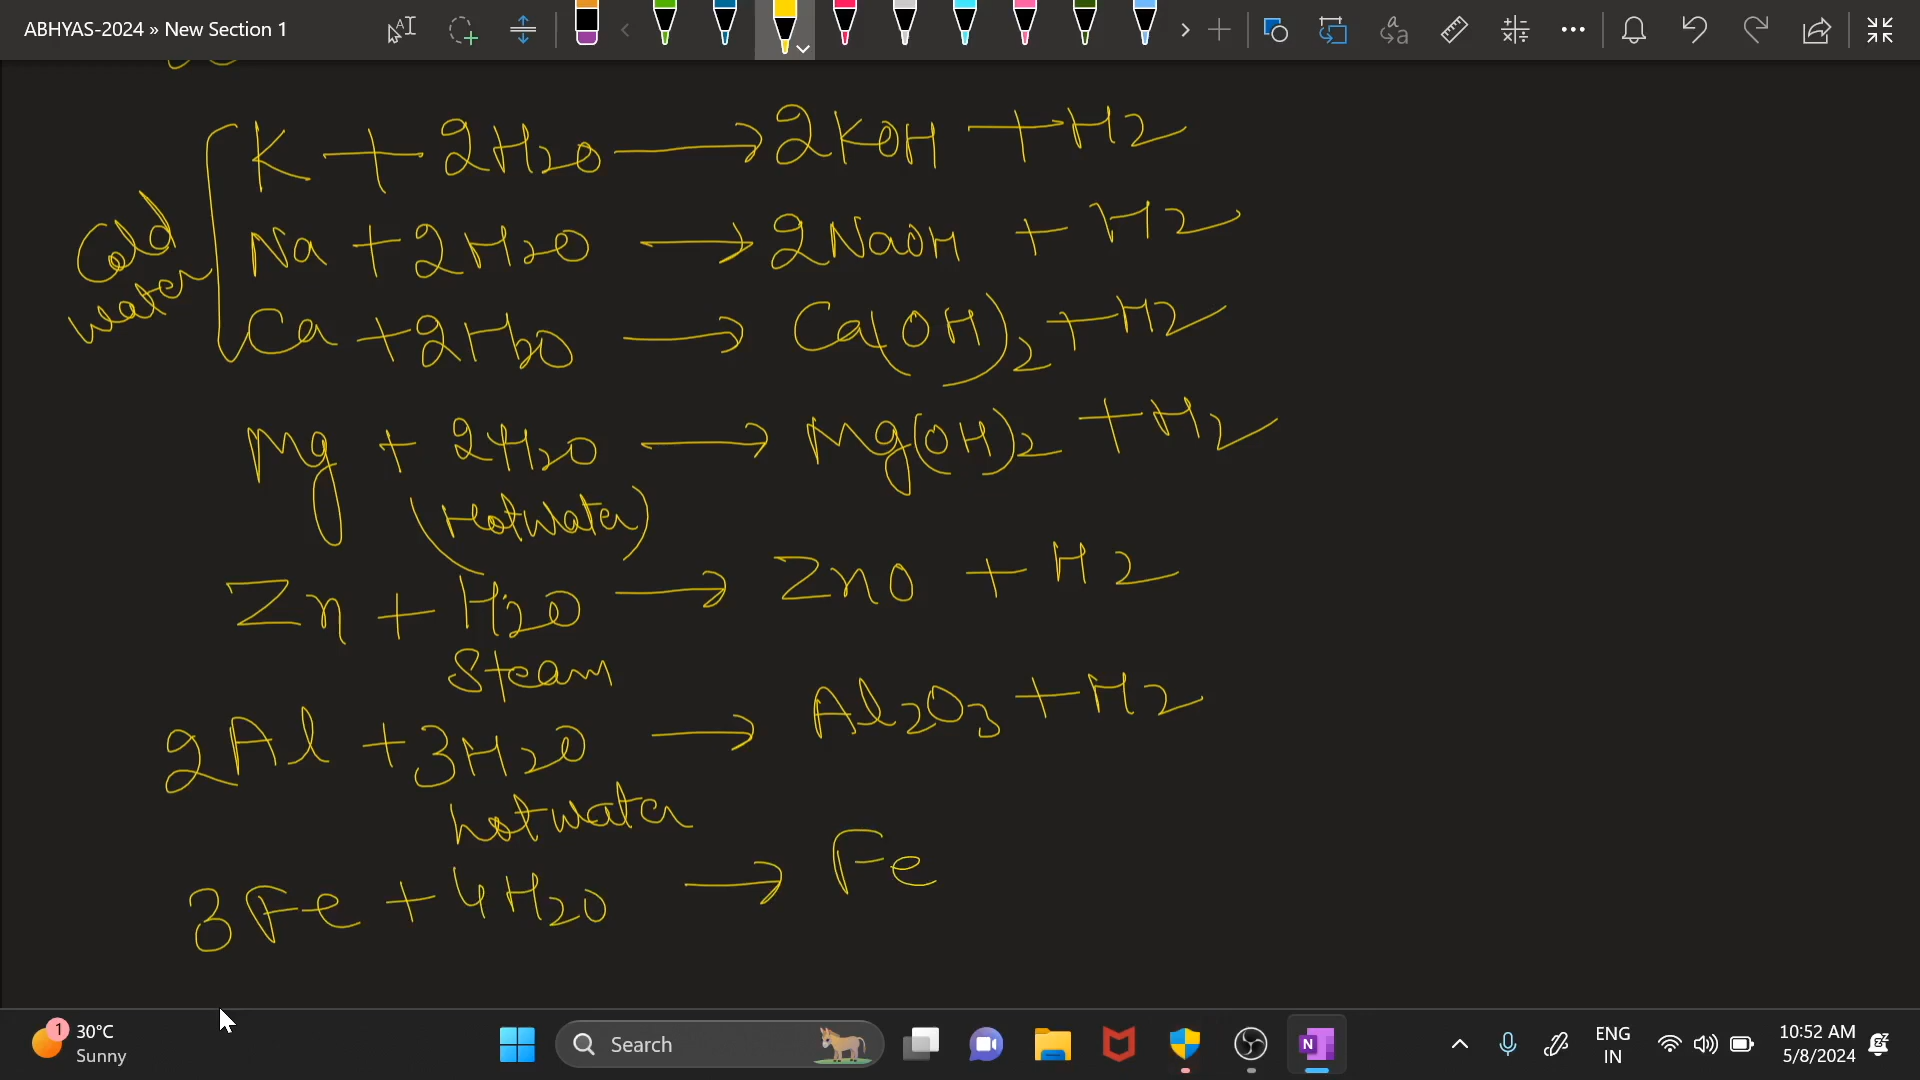 ABHYAS-2024 » New Section 1
K + 2H2O → 2KOH + H2
Cold water
Na + 2H2O → 2NaOH + H2
Ca + 2H2O → Ca(OH)2 + H2
Mg + 2H2O → Mg(OH)2 + H2
(Hotwater)
Zn + H2O → ZnO + H2
Steam
2Al + 3H2O → Al2O3 + H2
hotwater
3Fe + 4H2O → Fe
1
30°C
Sunny
Search
N
ENG
IN
10:52 AM
5/8/2024